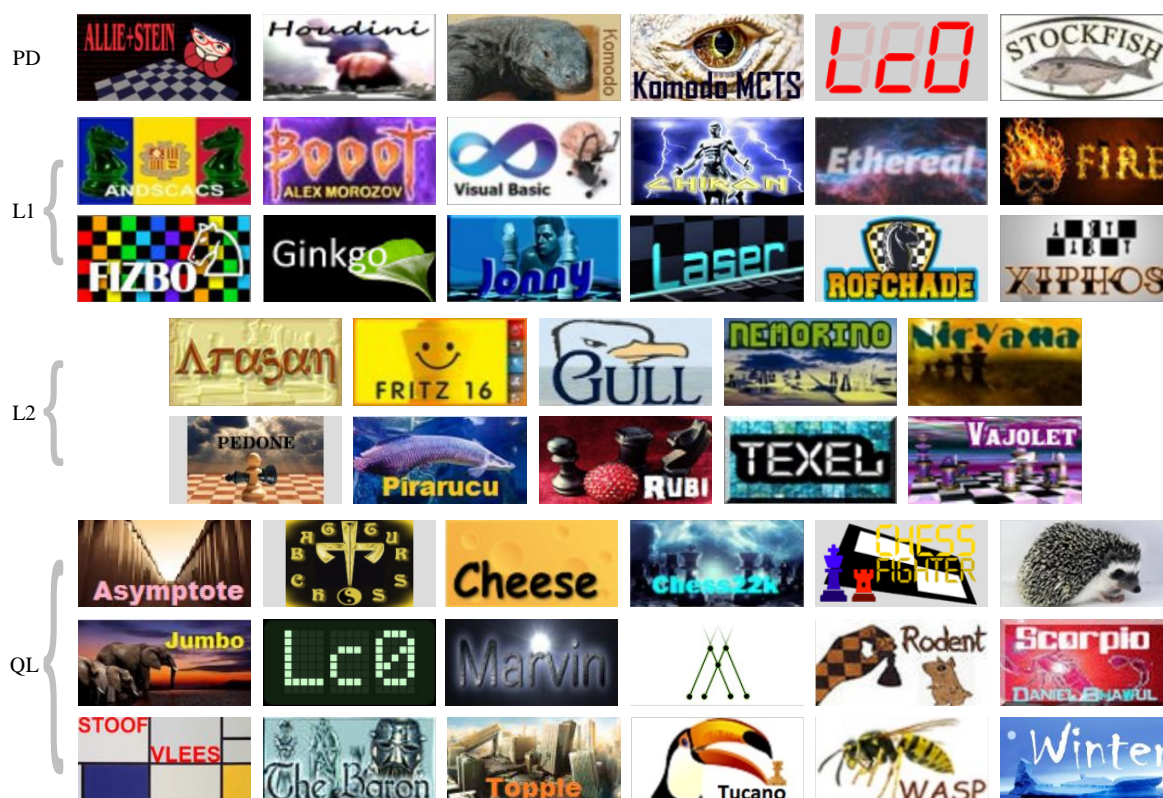 PD
ALLIE+STEIN
Houdini
Komodo
Komodo MCTS
Lc0
STOCKFISH
L1
ANDSCACS
BOOOT
ALEX MOROZOV
Visual Basic
CHIRON
Ethereal
FIRE
FIZBO
Ginkgo
Jonny
Laser
ROFCHADE
XIPHOS
L2
Arasan
FRITZ 16
GULL
NEMORINO
Nirvana
PEDONE
Pirarucu
RUBI
TEXEL
VAJOLET
QL
Asymptote
BAGATUR
CHESS
Cheese
Chess22k
CHESS
FIGHTER
Jumbo
Lc0
Marvin
Rodent
Scorpio
DANIEL SHAWUL
STOOF
VLEES
The Baron
Topple
Tucano
WASP
Winter